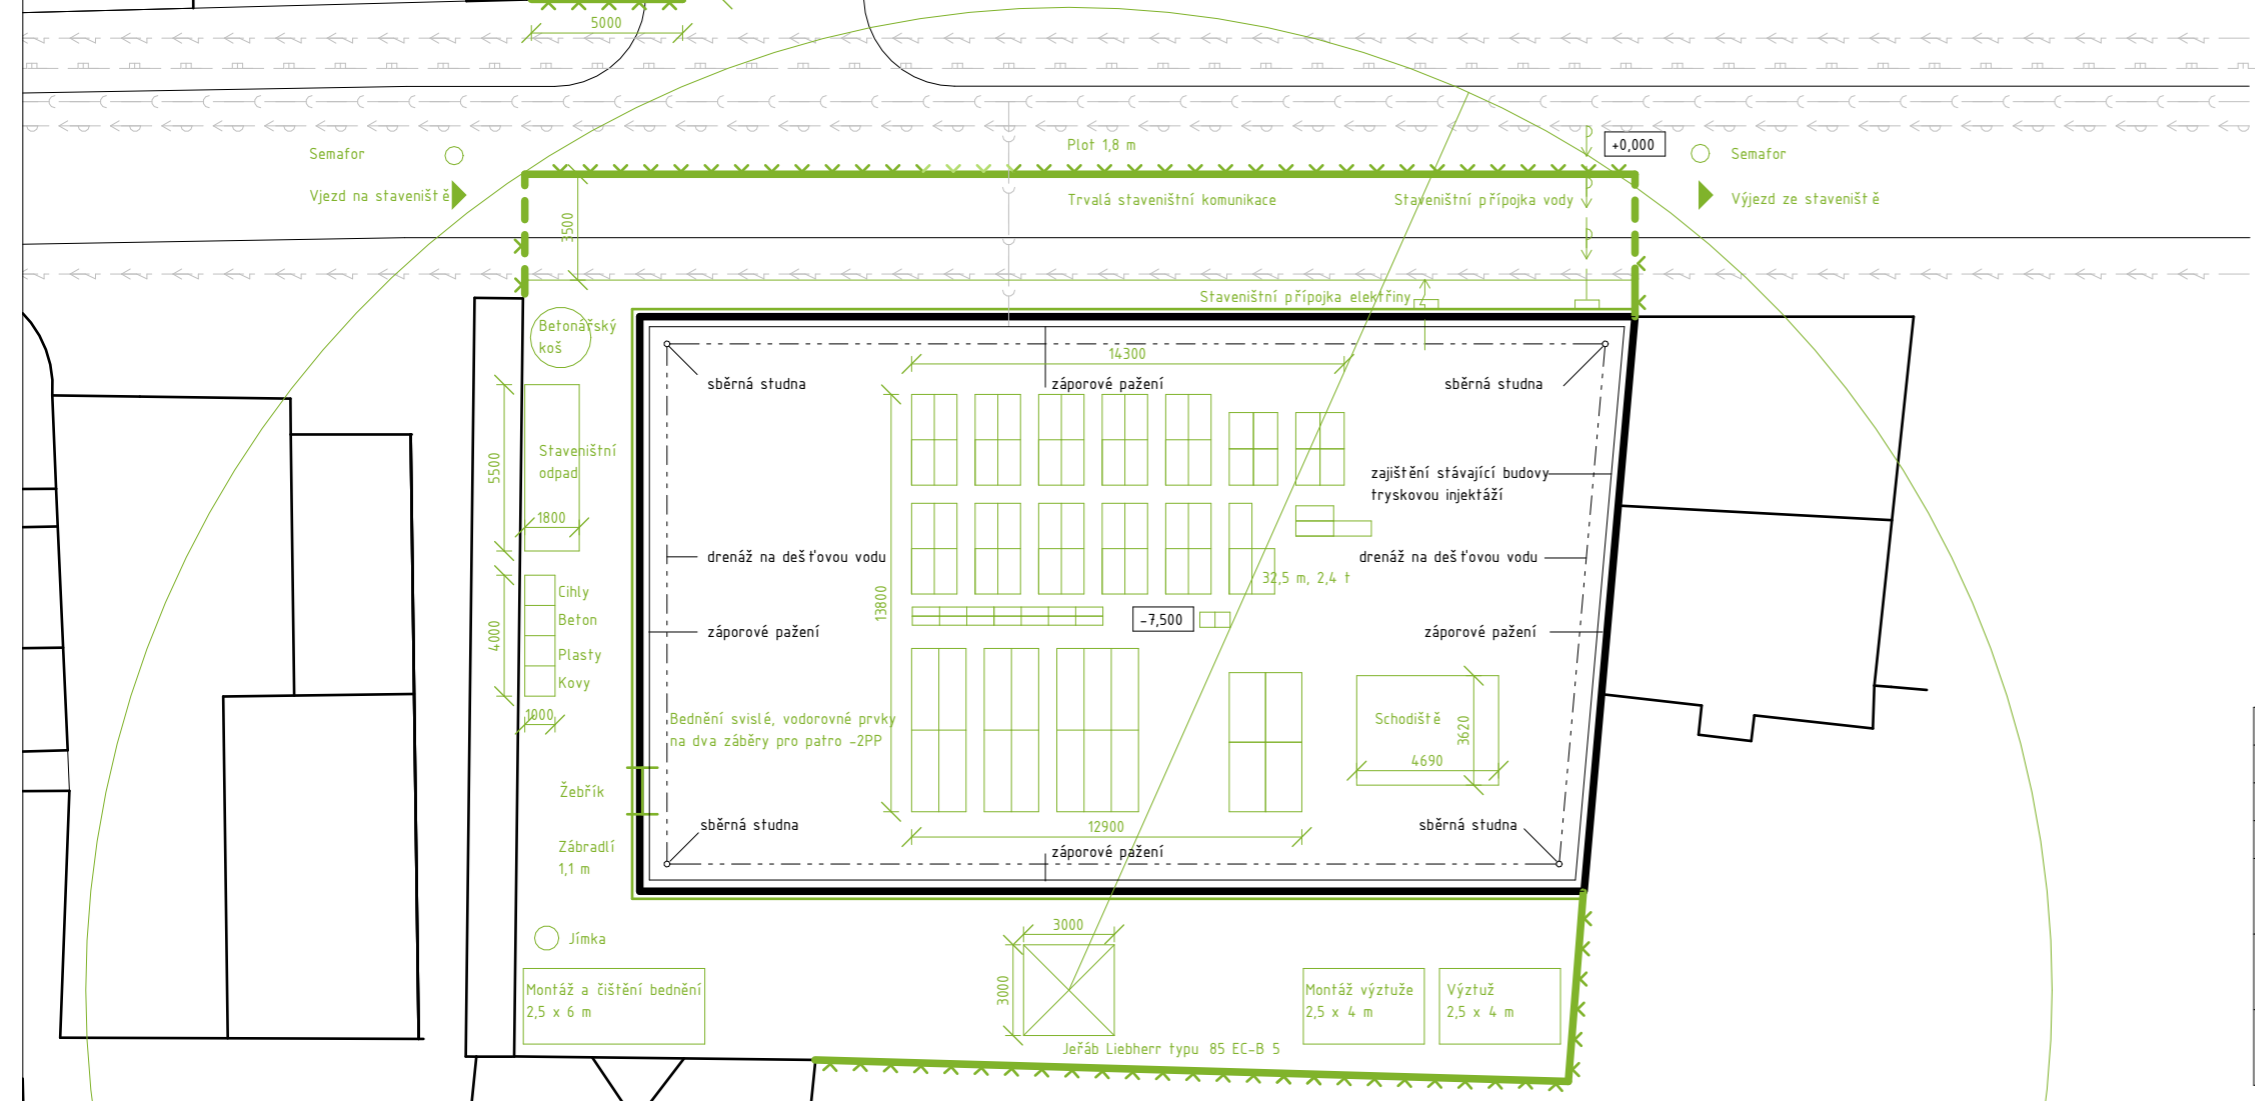 5000
Plot 1,8 m
+0,000
Semafor
Semafor
Vjezd na staveniště
Trvalá staveništní komunikace
Staveništní přípojka vody
Výjezd ze staveniště
3500
Staveništní přípojka elektřiny
Betonářský
koš
14300
sběrná studna
záporové pažení
sběrná studna
Staveništní
odpad
5500
zajištění stávající budovy
tryskovou injektáží
1800
drenáž na dešťovou vodu
drenáž na dešťovou vodu
32,5 m, 2,4 t
Cihly
13800
Beton
-7,500
4000
záporové pažení
záporové pažení
Plasty
Kovy
1000
Bednění svislé, vodorovné prvky
na dva záběry pro patro -2PP
Schodiště
3620
4690
Žebřík
sběrná studna
12900
sběrná studna
Zábradlí
1,1 m
záporové pažení
3000
Jímka
3000
Montáž a čištění bednění
2,5 x 6 m
Montáž výztuže
2,5 x 4 m
Výztuž
2,5 x 4 m
Jeřáb Liebherr typu 85 EC-B 5